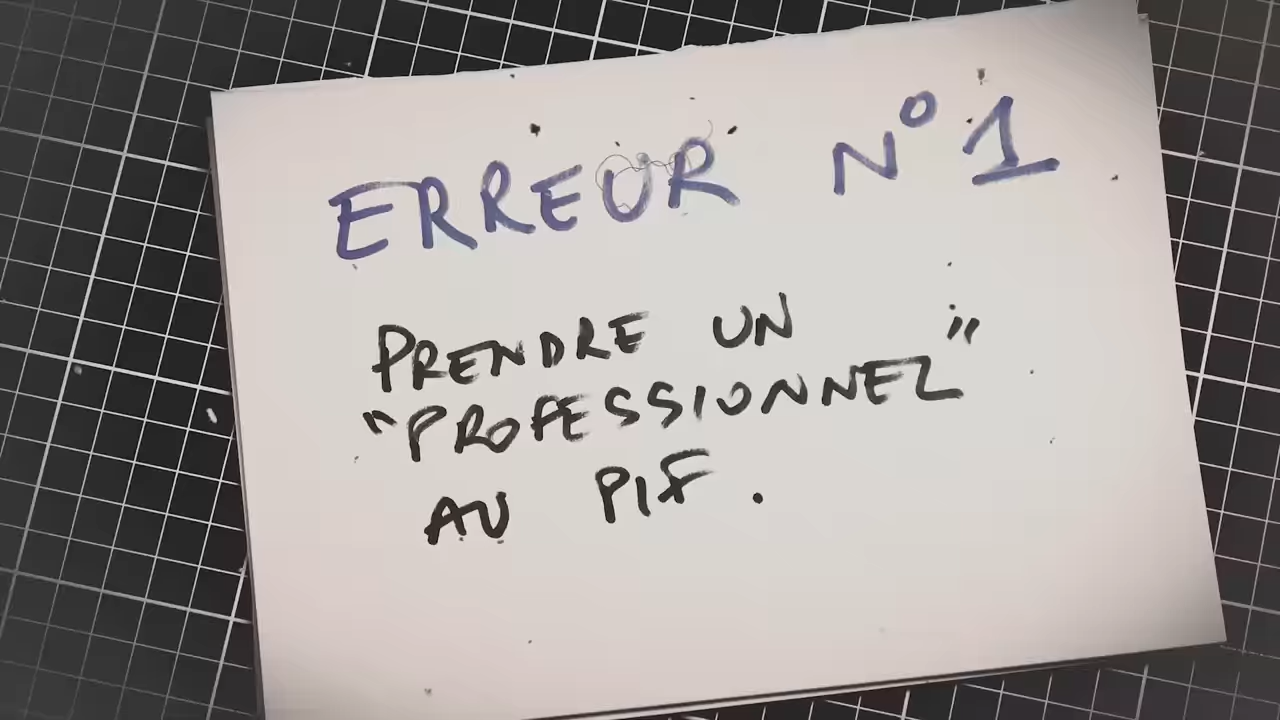 ERREUR N° 1
PRENDRE UN
"PROFESSIONNEL"
AU PIF.